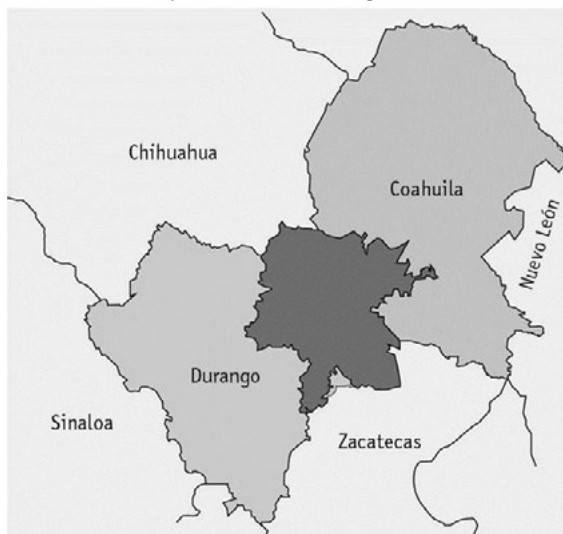 Chihuahua
Coahuila
Nuevo León
Durango
Sinaloa
Zacatecas